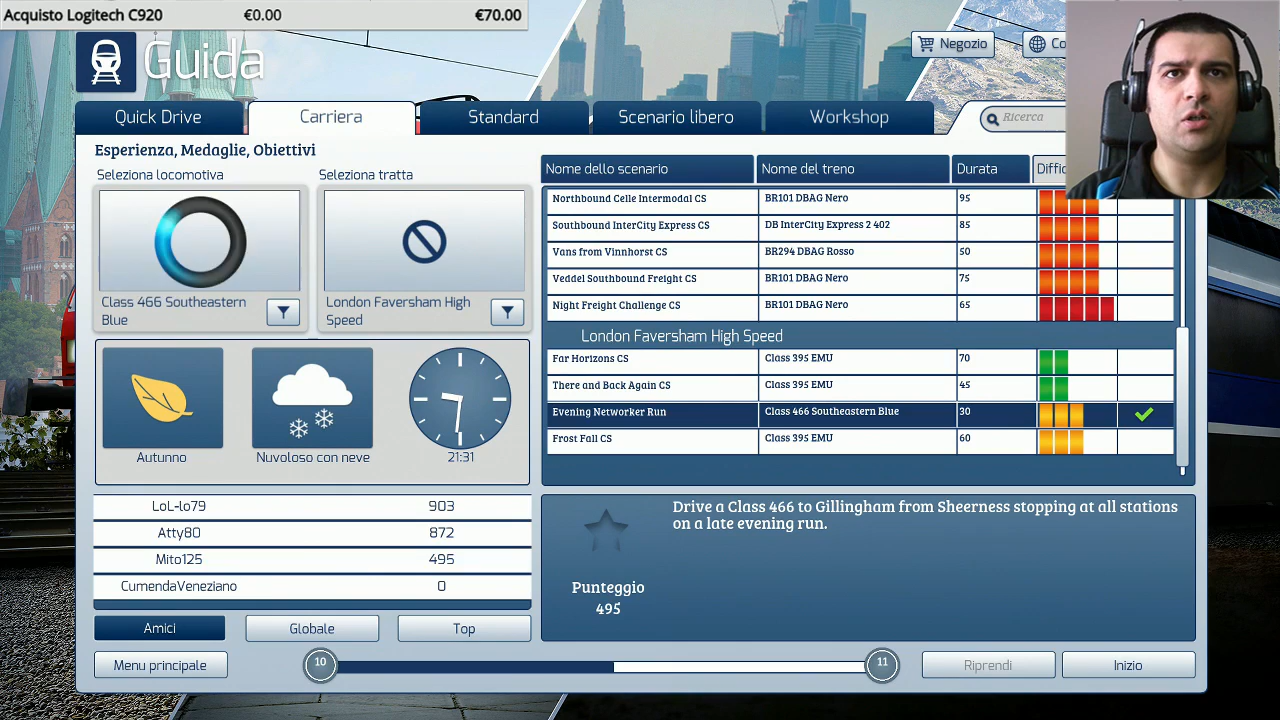 Acquisto Logitech C920 €0.00 €70.00
Guida
Negozio
Co
Quick Drive Carriera Standard Scenario libero Workshop
Ricerca
Esperienza, Medaglie, Obiettivi
Seleziona locomotiva Seleziona tratta
Class 466 Southeastern
Blue
London Faversham High
Speed
Autunno Nuvoloso con neve 21:31
LoL-lo79 903
Atty80 872
Mito125 495
CumendaVeneziano 0
Amici Globale Top
Menu principale 10 11 Riprendi Inizio
Nome dello scenario Nome del treno Durata Diffic
Northbound Celle Intermodal CS BR101 DBAG Nero 95
Southbound InterCity Express CS DB InterCity Express 2 402 85
Vans from Vinnhorst CS BR294 DBAG Rosso 50
Veddel Southbound Freight CS BR101 DBAG Nero 75
Night Freight Challenge CS BR101 DBAG Nero 65
London Faversham High Speed
Far Horizons CS Class 395 EMU 70
There and Back Again CS Class 395 EMU 45
Evening Networker Run Class 466 Southeastern Blue 30
Frost Fall CS Class 395 EMU 60
Drive a Class 466 to Gillingham from Sheerness stopping at all stations
on a late evening run.
Punteggio
495